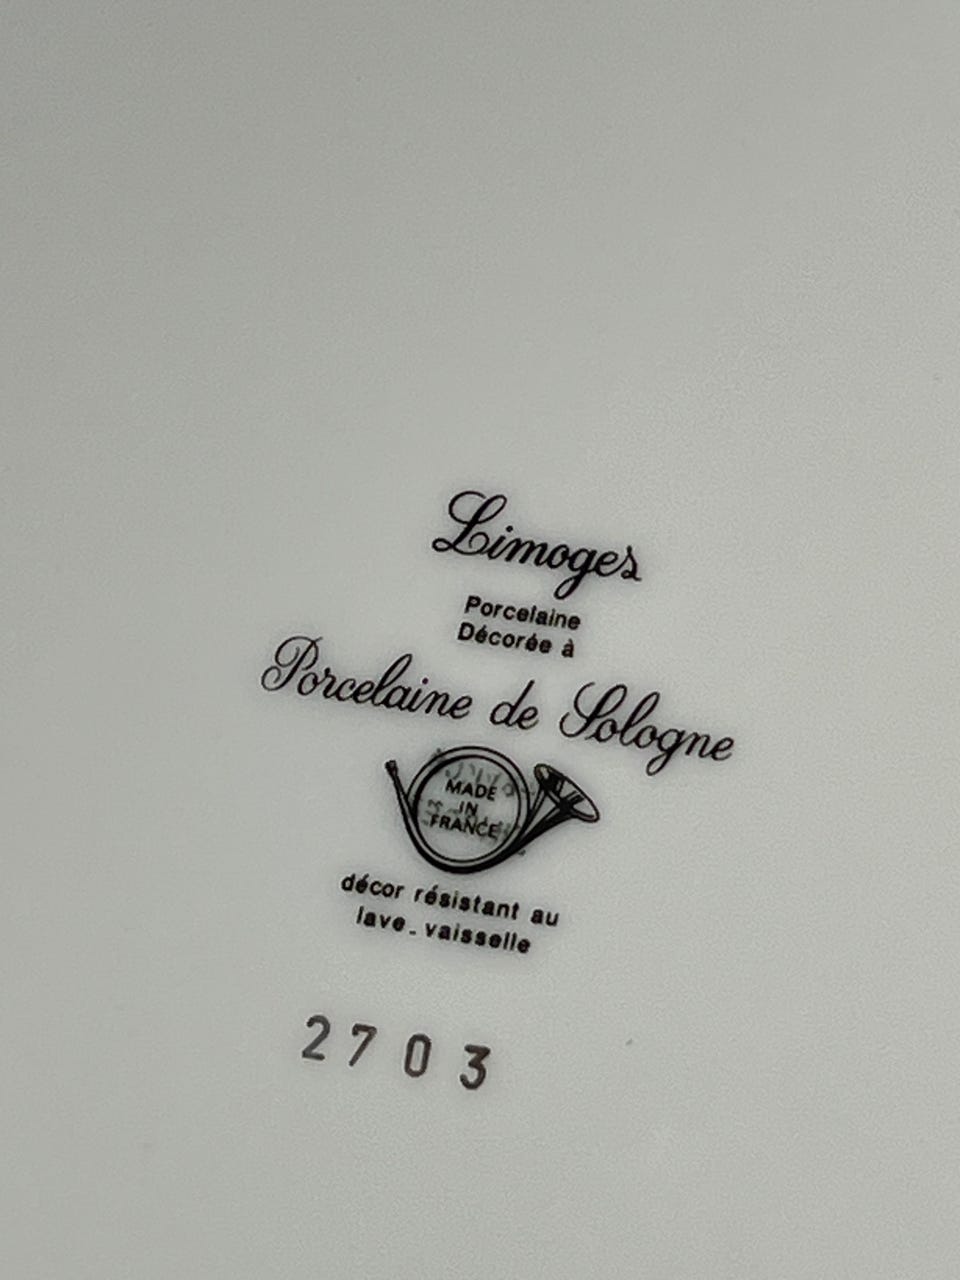 Limoges
Porcelaine
Décorée à
Porcelaine de Sologne
MADE
IN
FRANCE
décor résistant au
lave-vaisselle
2703